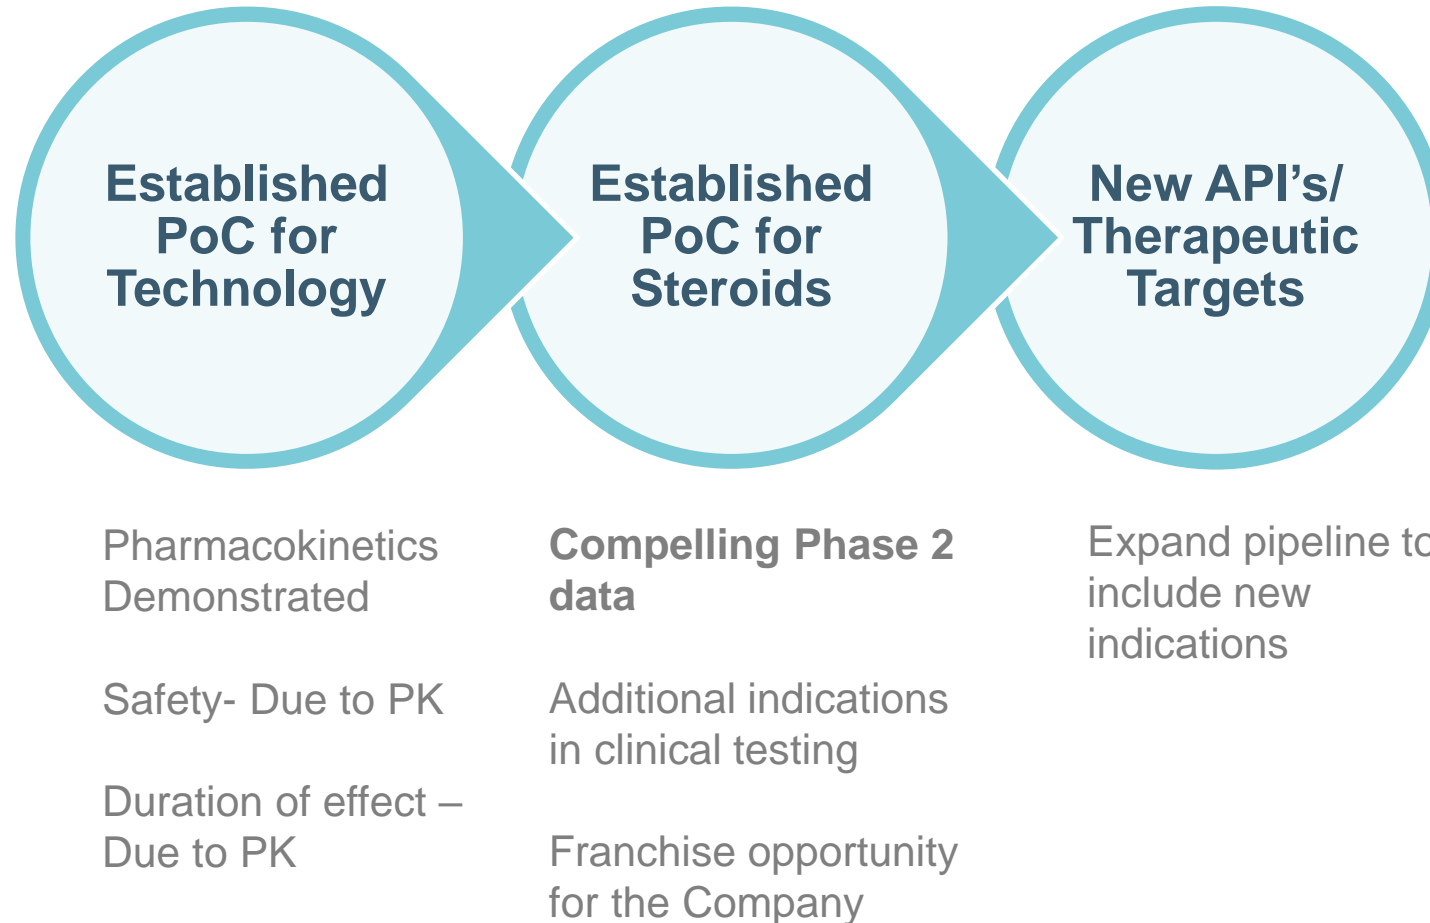 Established
PoC for
Technology
Established
PoC for
Steroids
New API’s/
Therapeutic
Targets
Pharmacokinetics
Demonstrated
Safety- Due to PK
Duration of effect –
Due to PK
Compelling Phase 2
data
Additional indications
in clinical testing
Franchise opportunity
for the Company
Expand pipeline to
include new
indications